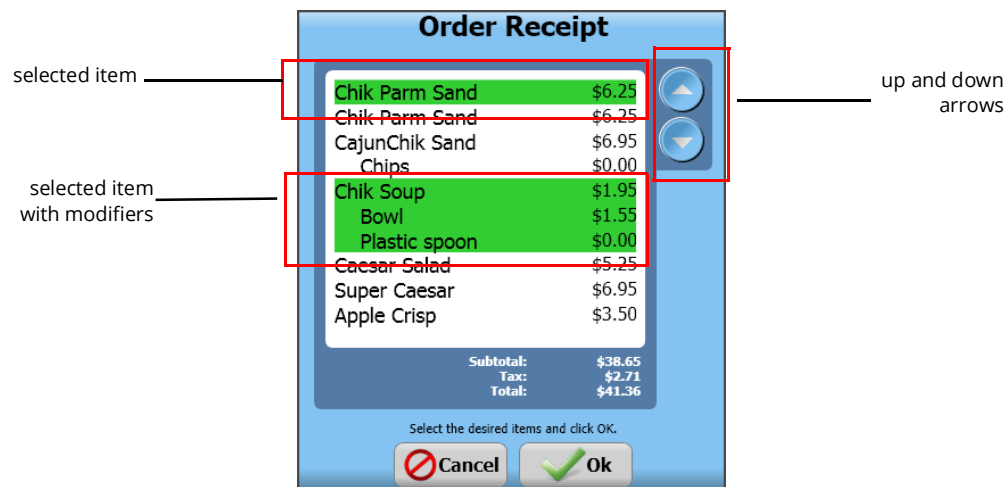 Order Receipt
selected item
Chik Parm Sand $6.25
up and down
arrows
Chik Parm Sand $6.25
CajunChik Sand $6.95
Chips $0.00
selected item
with modifiers
Chik Soup $1.95
Bowl $1.55
Plastic spoon $0.00
Caesar Salad $5.25
Super Caesar $6.95
Apple Crisp $3.50
Subtotal: $38.65
Tax: $2.71
Total: $41.36
Select the desired items and click OK.
Cancel Ok